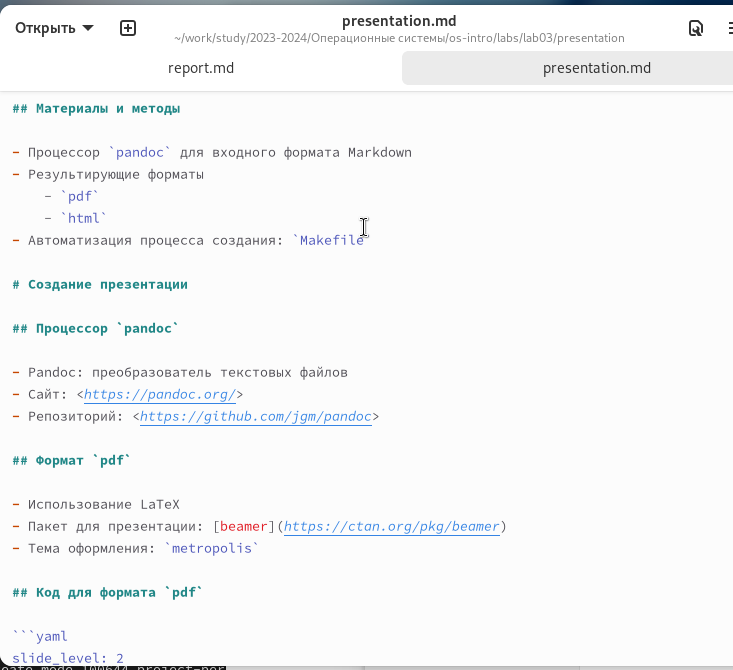 Открыть
presentation.md
~/work/study/2023-2024/Операционные системы/os-intro/labs/lab03/presentation
report.md
presentation.md
## Материалы и методы
- Процессор `pandoc` для входного формата Markdown
- Результирующие форматы
- `pdf`
- `html`
- Автоматизация процесса создания: `Makefile`
# Создание презентации
## Процессор `pandoc`
- Pandoc: преобразователь текстовых файлов
- Сайт: <https://pandoc.org/>
- Репозиторий: <https://github.com/jgm/pandoc>
## Формат `pdf`
- Использование LaTeX
- Пакет для презентации: [beamer](https://ctan.org/pkg/beamer)
- Тема оформления: `metropolis`
## Код для формата `pdf`
```yaml
slide_level: 2